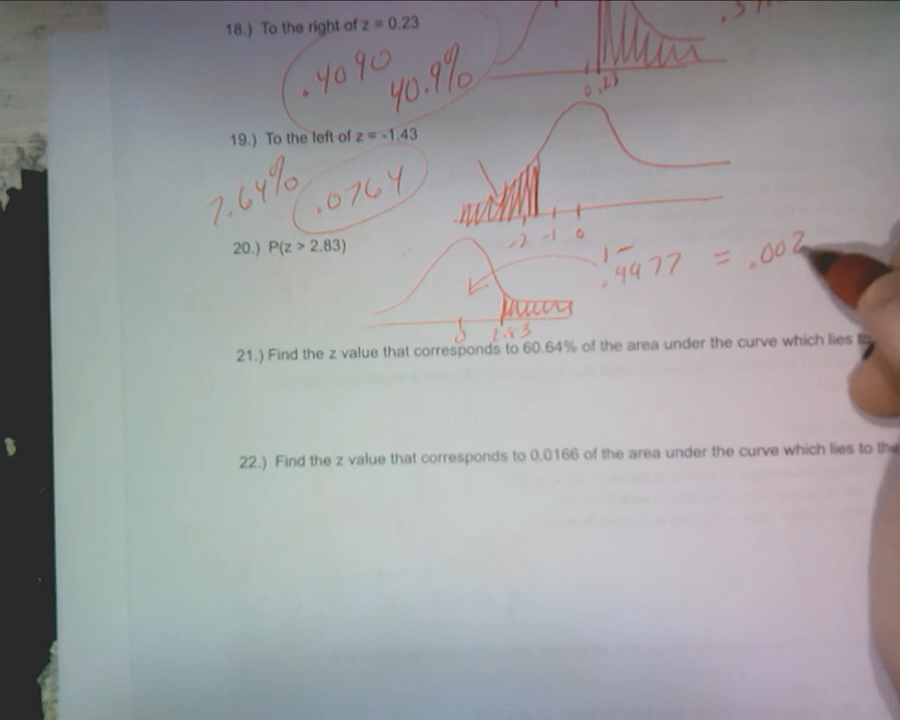 18.) To the right of z = 0.23
.4090
40.9%
0.23
19.) To the left of z = -1.43
7.64%
.0764
-2 -1 0
20.) P(z > 2.83)
1-
.9977 = .002
2.83
21.) Find the z value that corresponds to 60.64% of the area under the curve which lies
22.) Find the z value that corresponds to 0.0166 of the area under the curve which lies to the